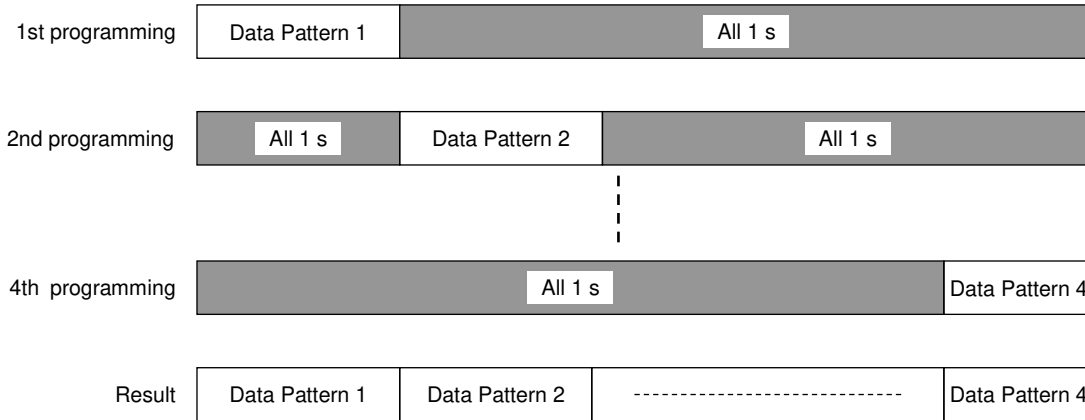 1st programming Data Pattern 1 All 1 s
2nd programming All 1 s Data Pattern 2 All 1 s
4th programming All 1 s Data Pattern 4
Result Data Pattern 1 Data Pattern 2 Data Pattern 4